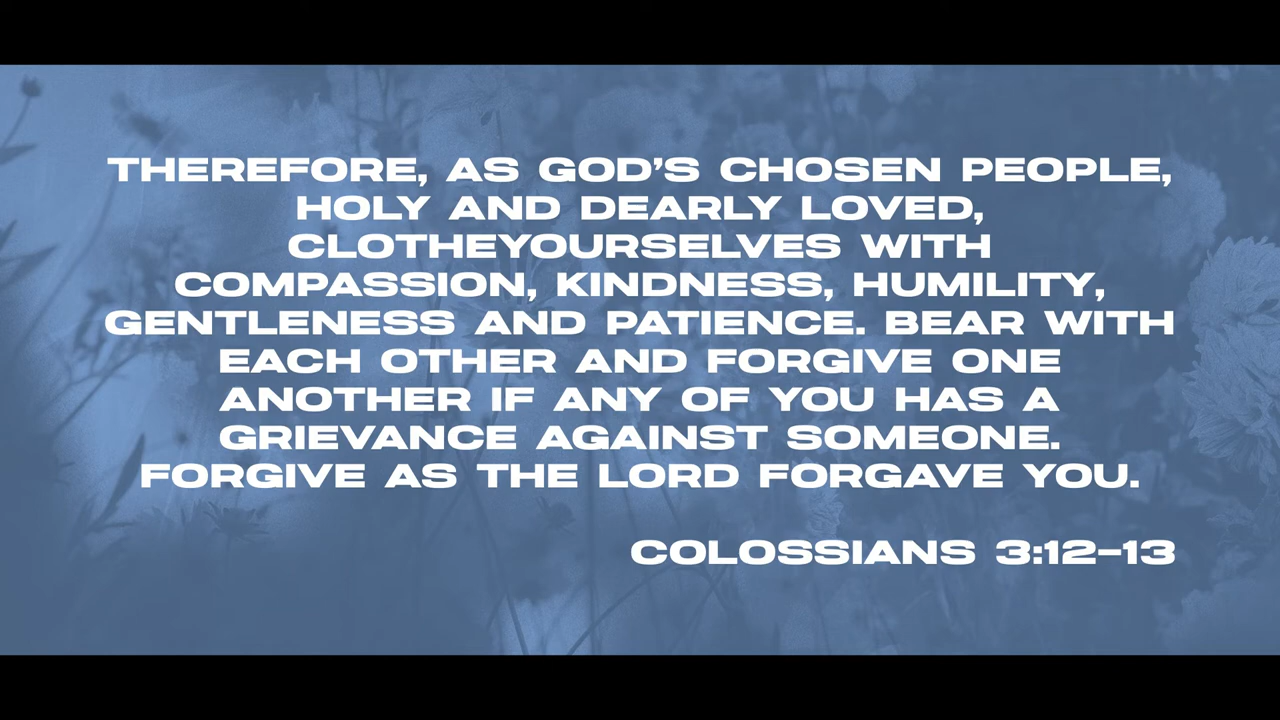 THEREFORE, AS GOD’S CHOSEN PEOPLE,
HOLY AND DEARLY LOVED,
CLOTHEYOURSELVES WITH
COMPASSION, KINDNESS, HUMILITY,
GENTLENESS AND PATIENCE. BEAR WITH
EACH OTHER AND FORGIVE ONE
ANOTHER IF ANY OF YOU HAS A
GRIEVANCE AGAINST SOMEONE.
FORGIVE AS THE LORD FORGAVE YOU.
COLOSSIANS 3:12–13